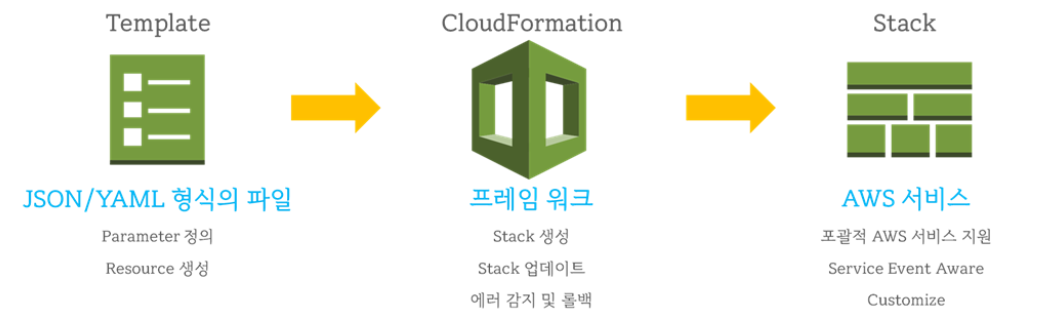 Template
CloudFormation
Stack
JSON/YAML 형식의 파일
프레임 워크
AWS 서비스
Parameter 정의
Stack 생성
포괄적 AWS 서비스 지원
Resource 생성
Stack 업데이트
Service Event Aware
에러 감지 및 롤백
Customize